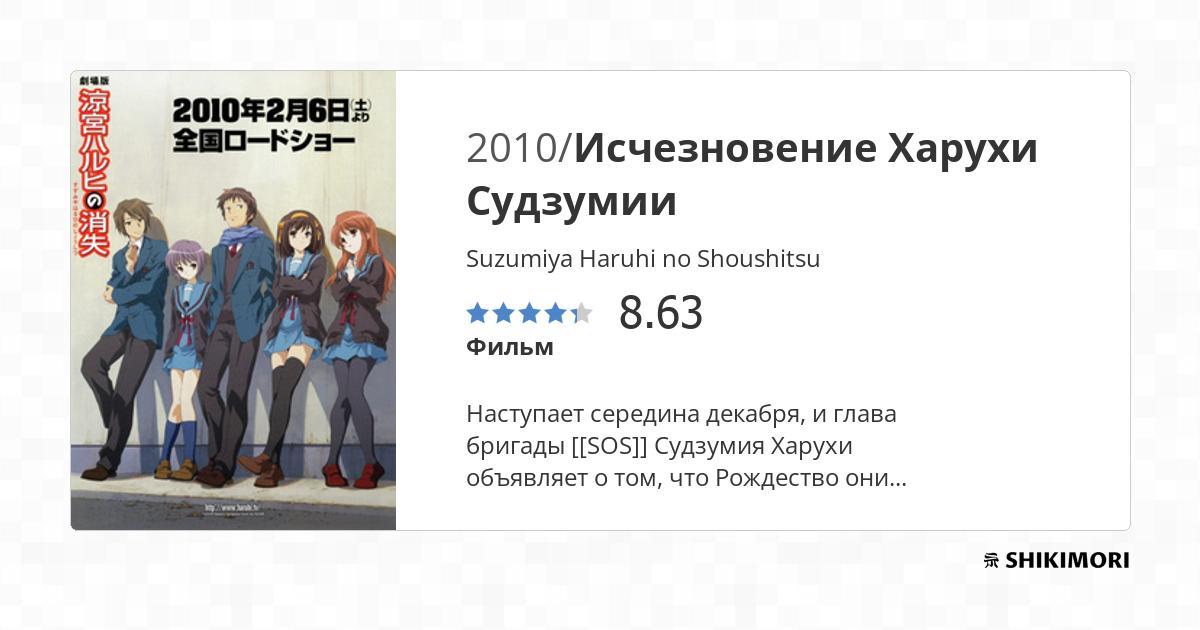 劇場版
涼宮ハルヒの消失
2010年2月6日(土)より
全国ロードショー
2010/Исчезновение Харухи
Судзумии
Suzumiya Haruhi no Shoushitsu
8.63
Фильм
Наступает середина декабря, и глава
бригады [[SOS]] Судзумия Харухи
объявляет о том, что Рождество они...
http://www.haruhi.tv/
SHIKIMORI